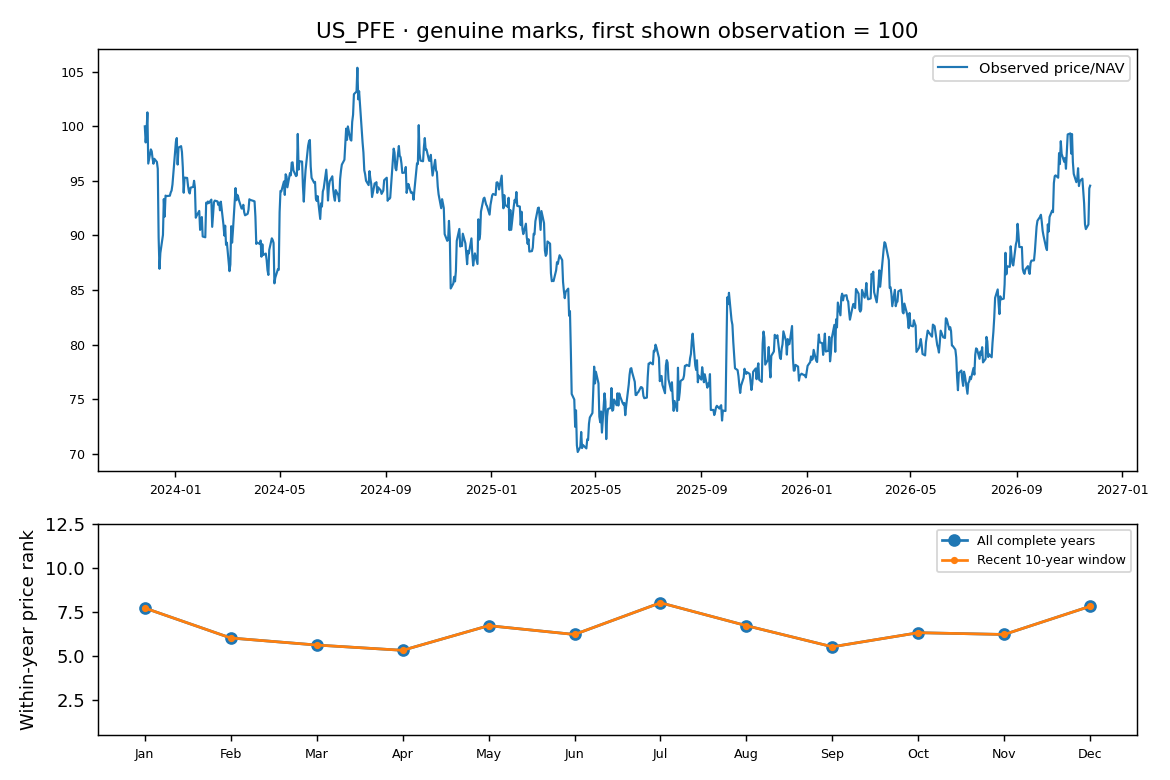 US_PFE · genuine marks, first shown observation = 100
Observed price/NAV
105
100
95
90
85
80
75
70
2024-01
2024-05
2024-09
2025-01
2025-05
2025-09
2026-01
2026-05
2026-09
2027-01
Within-year price rank
12.5
10.0
7.5
5.0
2.5
All complete years
Recent 10-year window
Jan
Feb
Mar
Apr
May
Jun
Jul
Aug
Sep
Oct
Nov
Dec